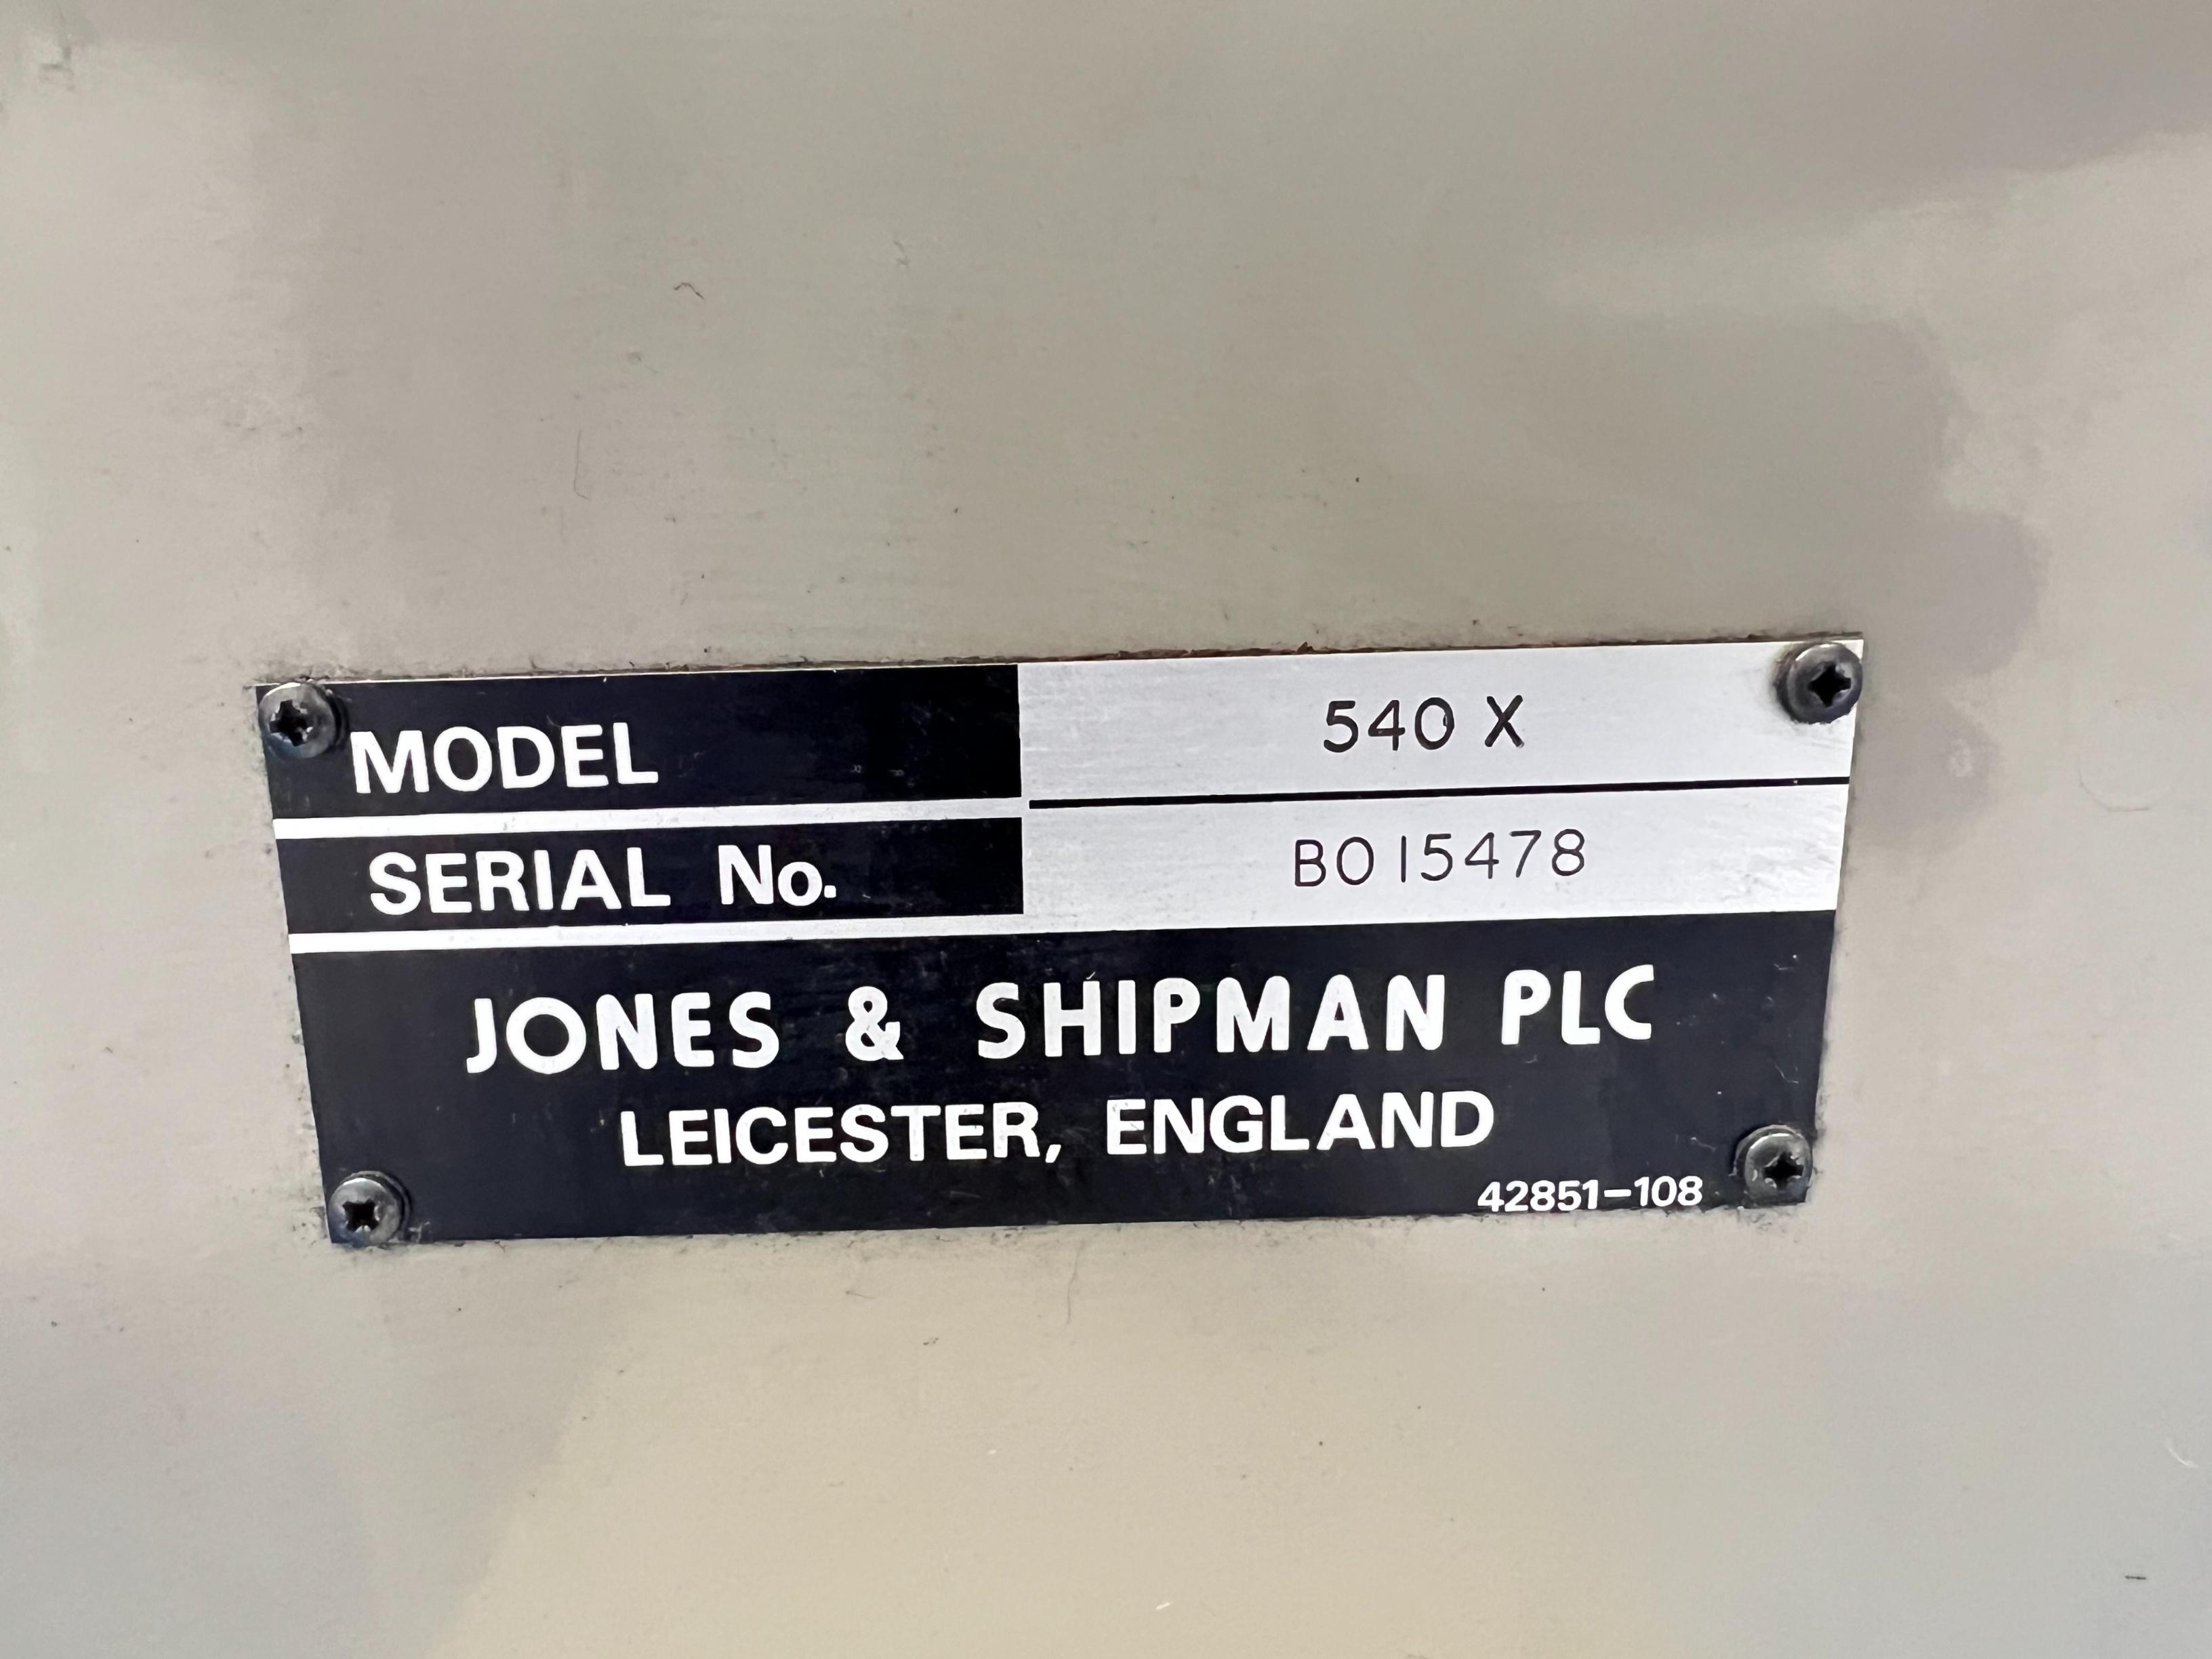 MODEL 540 X
SERIAL No. BO15478
JONES & SHIPMAN PLC
LEICESTER, ENGLAND
42851-108